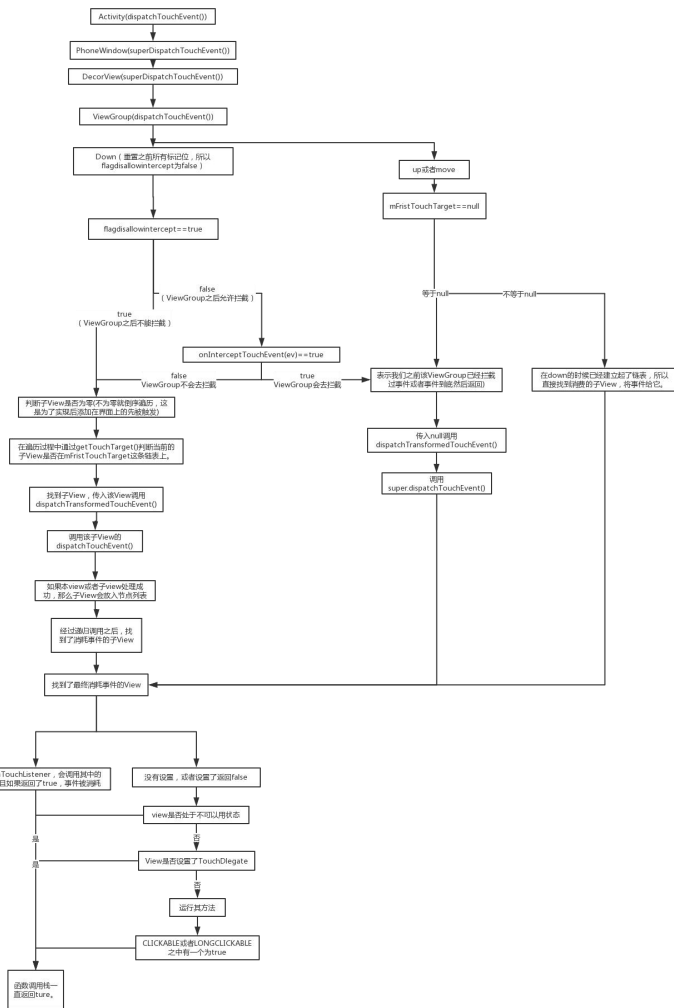 Activity(dispatchTouchEvent())
PhoneWindow(superDispatchTouchEvent())
DecorView(superDispatchTouchEvent())
ViewGroup(dispatchTouchEvent())
Down（重置之前所有标记位，所以
flagdisallowintercept为false）
up或者move
mFristTouchTarget==null
flagdisallowintercept==true
false
（ViewGroup之后允许拦截）
等于null
不等于null
true
（ViewGroup之后不能拦截）
onInterceptTouchEvent(ev)==true
false
ViewGroup不会去拦截
true
ViewGroup会去拦截
表示我们之前该ViewGroup已经拦截
过事件或者事件到底然后返回)
在down的时候已经建立起了链表，所以
直接找到消费的子View，将事件给它。
判断子View是否为零(不为零就倒序遍历，这
是为了实现后添加在界面上的先被触发)
传入null调用
dispatchTransformedTouchEvent()
在遍历过程中通过getTouchTarget()判断当前的
子View是否在mFristTouchTarget这条链表上。
调用
super.dispatchTouchEvent()
找到子View，传入该View调用
dispatchTransformedTouchEvent()
调用该子View的
dispatchTouchEvent()
如果本view或者子view处理成
功，那么子View会放入节点列表
经过递归调用之后，找
到了消耗事件的子View
找到了最终消耗事件的View
TouchListener，会调用其中的
且如果返回了true，事件被消耗
没有设置，或者设置了返回false
view是否处于不可以用状态
是
否
View是否设置了TouchDlegate
是
否
运行其方法
CLICKABLE或者LONGCLICKABLE
之中有一个为true
函数调用栈一
直返回ture。